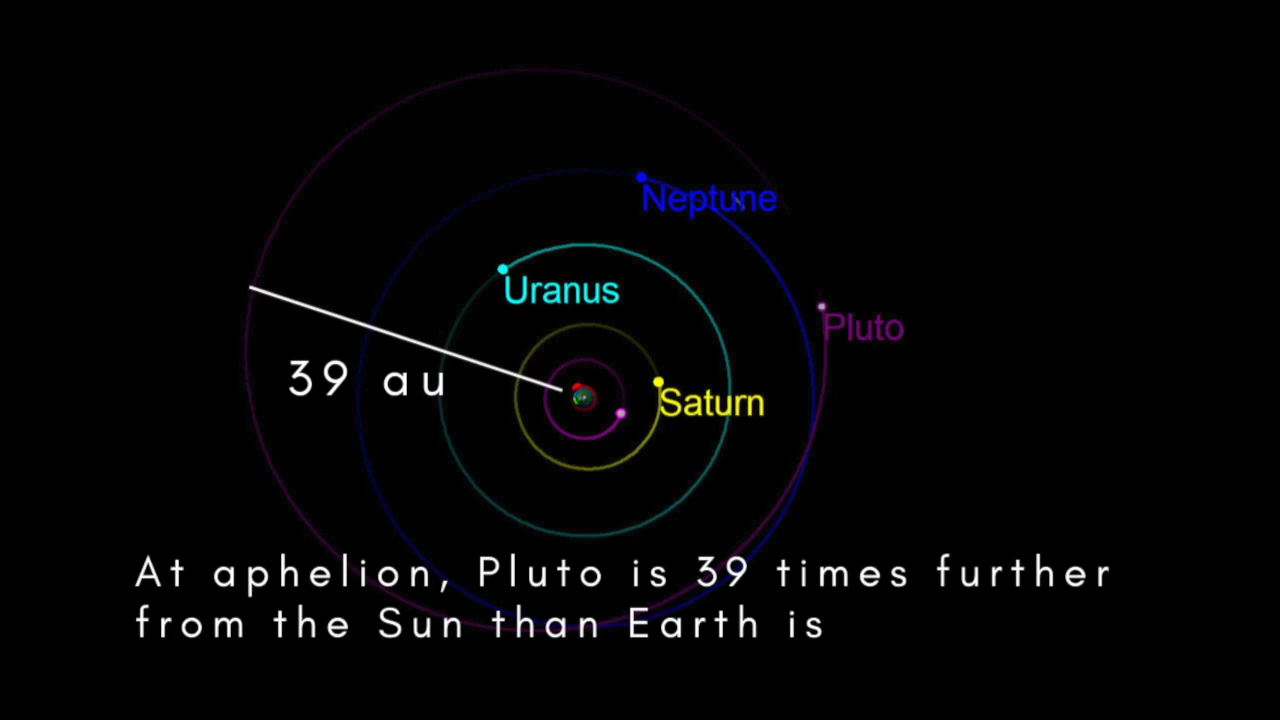 Neptune
Uranus
Pluto
39 au
Saturn
At aphelion, Pluto is 39 times further
from the Sun than Earth is